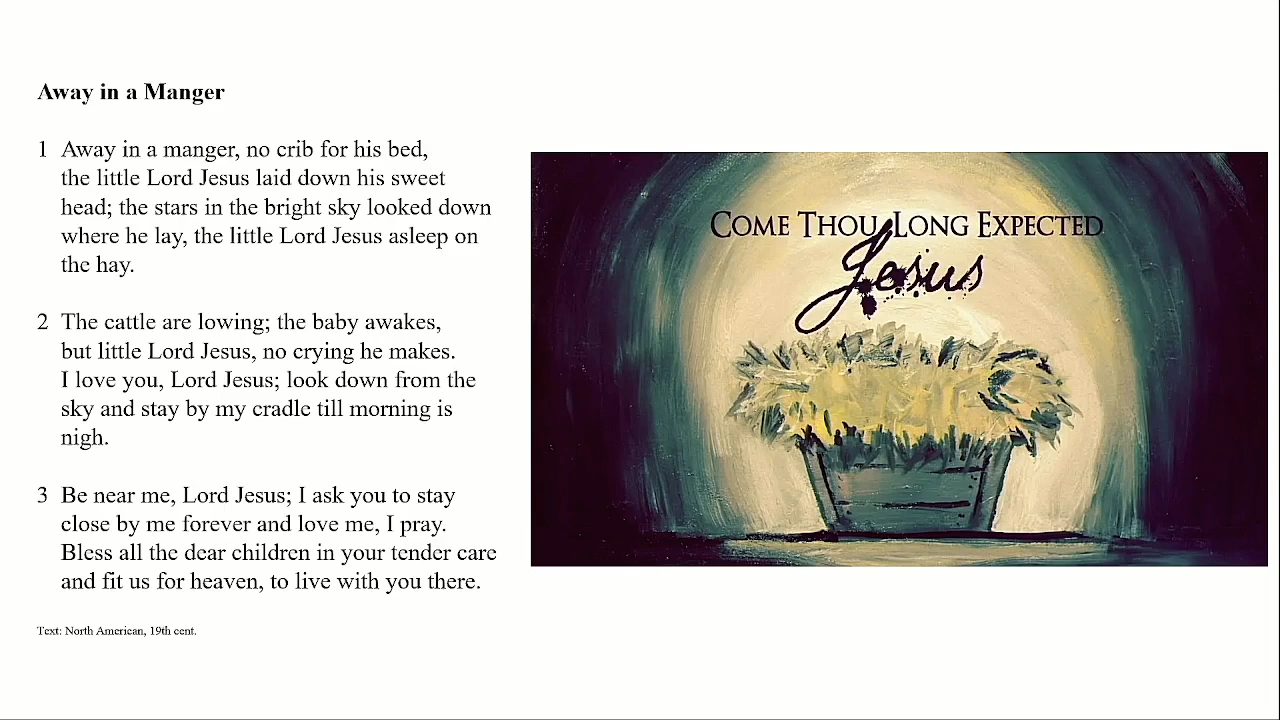 Away in a Manger
1 Away in a manger, no crib for his bed,
the little Lord Jesus laid down his sweet
head; the stars in the bright sky looked down
where he lay, the little Lord Jesus asleep on
the hay.
2 The cattle are lowing; the baby awakes,
but little Lord Jesus, no crying he makes.
I love you, Lord Jesus; look down from the
sky and stay by my cradle till morning is
nigh.
3 Be near me, Lord Jesus; I ask you to stay
close by me forever and love me, I pray.
Bless all the dear children in your tender care
and fit us for heaven, to live with you there.
Text: North American, 19th cent.
COME THOU LONG EXPECTED
Jesus